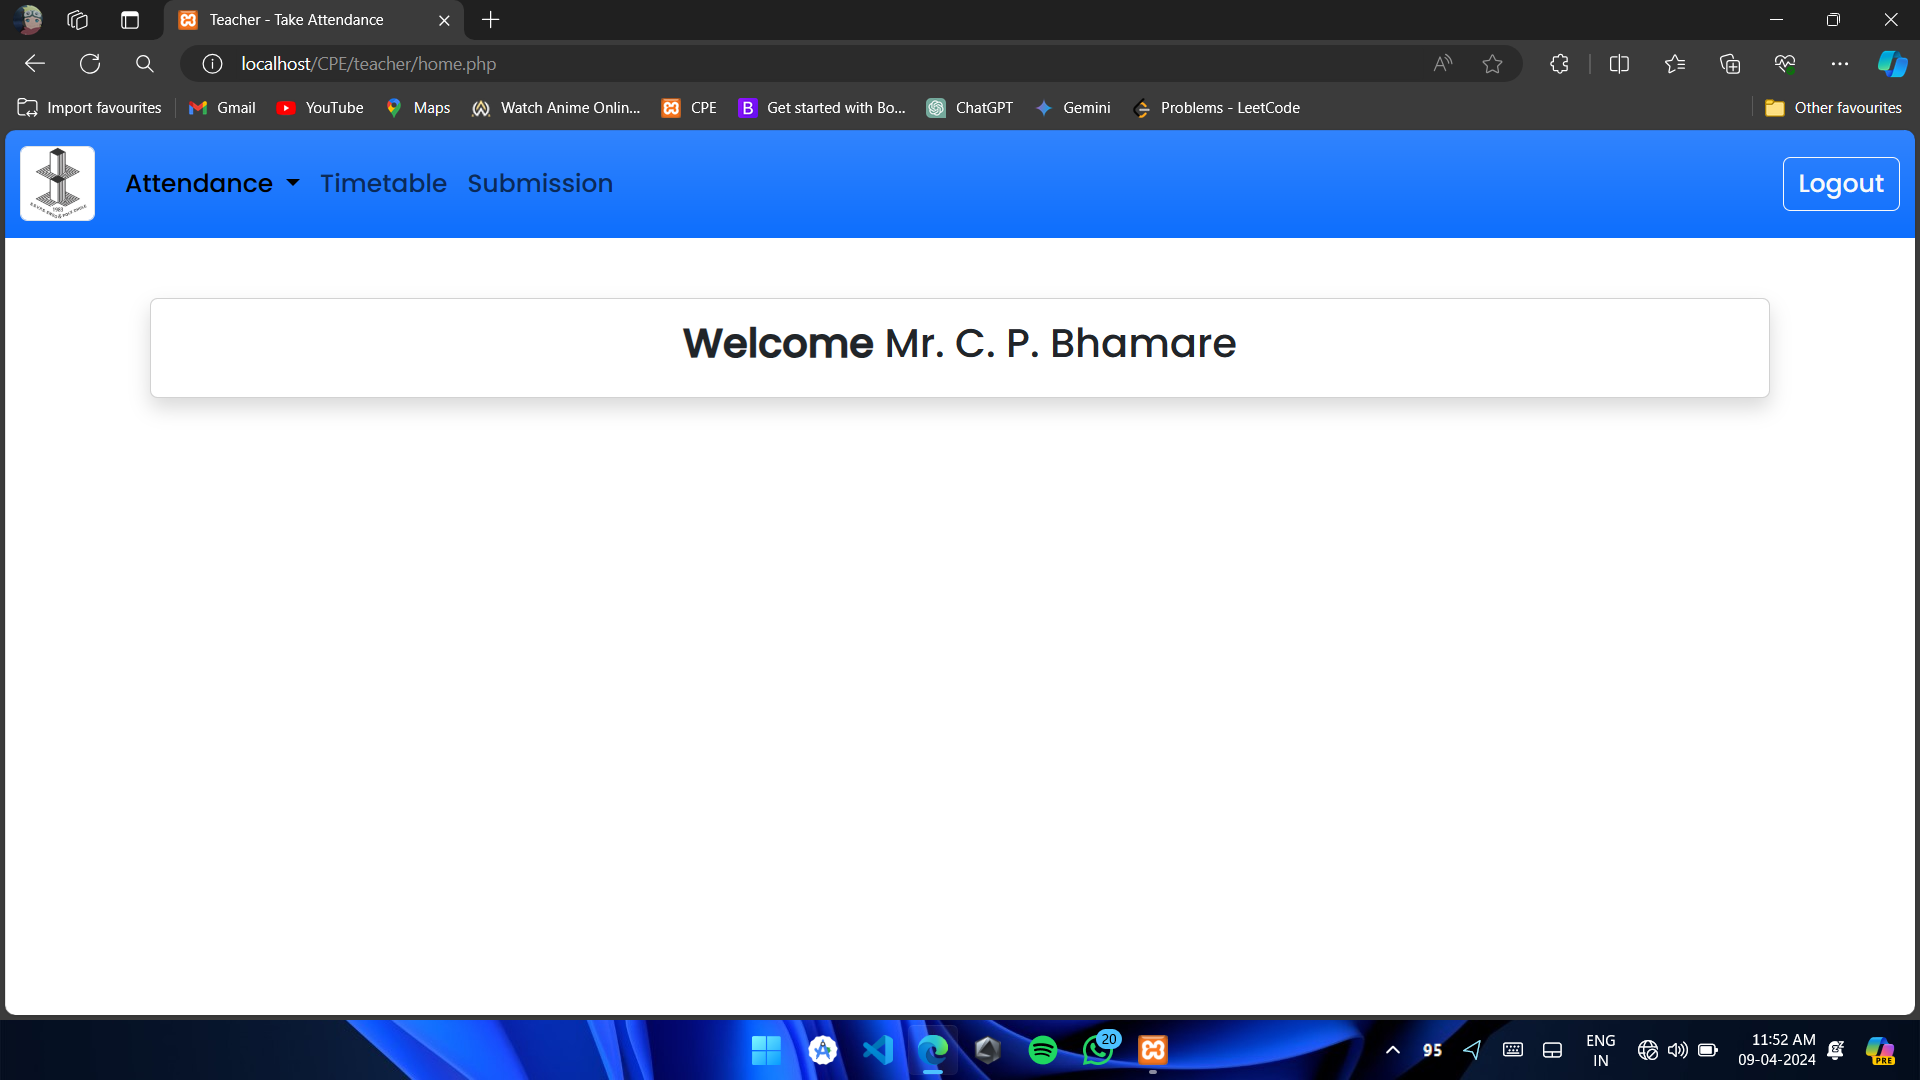 Teacher - Take Attendance
localhost/CPE/teacher/home.php
Import favourites
Gmail
YouTube
Maps
Watch Anime Onlin...
CPE
B
Get started with Bo...
ChatGPT
Gemini
Problems - LeetCode
Other favourites
1983
Attendance
Timetable
Submission
Logout
Welcome Mr. C. P. Bhamare
20
95
ENG
IN
11:52 AM
09-04-2024
PRE